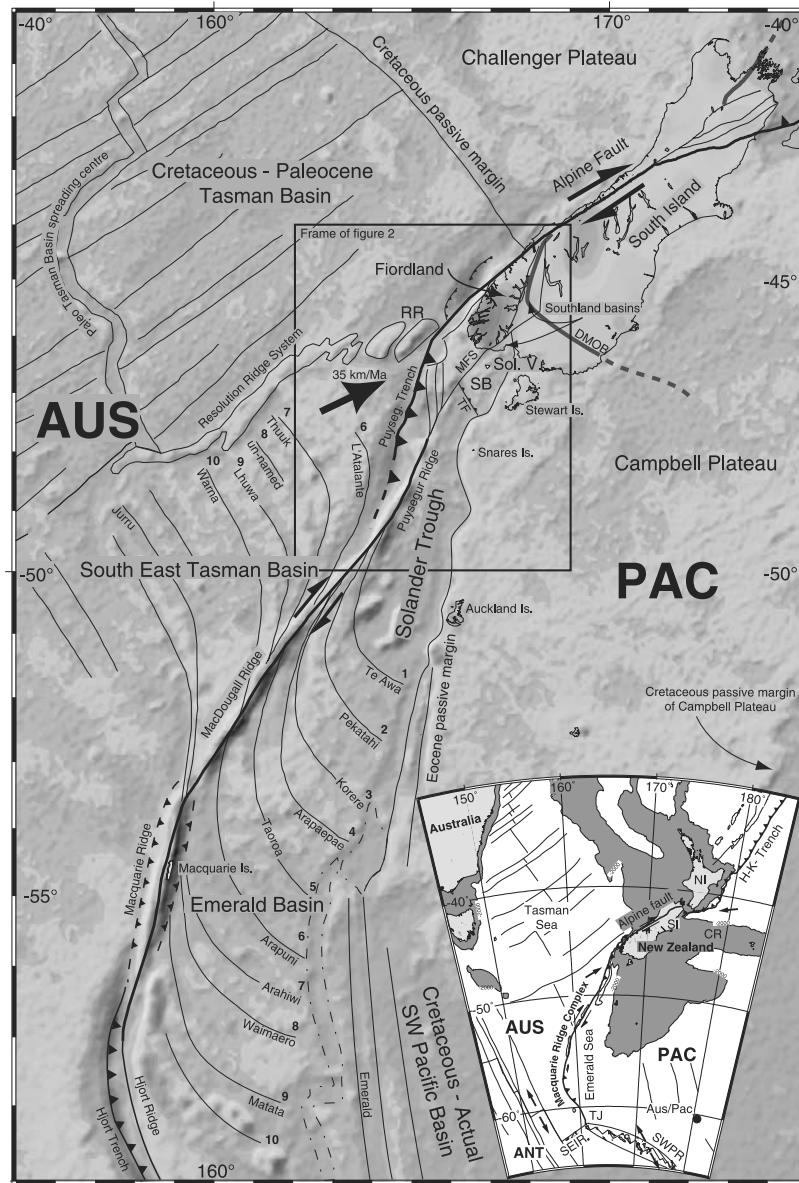 -40°
160°
170°
-40°
Challenger Plateau
Cretaceous passive margin
Alpine Fault
South Island
Cretaceous - Paleocene
Tasman Basin
Paleo Tasman Basin spreading centre
Frame of figure 2
Fiordland
-45°
RR
Southland basins
DMOB
Resolution Ridge System
35 km/Ma
Puyseg. Trench
MFS
Sol. V.
SB
TF
Stewart Is.
AUS
7
Thuuk
8
un-named
9
Lhuwa
10
Warna
6
L'Atalante
Snares Is.
Puysegur Ridge
Campbell Plateau
Jurru
Solander Trough
South East Tasman Basin
-50°
-50°
PAC
Auckland Is.
1
Te Awa
Eocene passive margin
MacDougall Ridge
2
Pekatahi
Cretaceous passive margin
of Campbell Plateau
3
Korere
4
Arapaepae
5
Taoroa
Macquarie Ridge
Macquarie Is.
-55°
Emerald Basin
6
Arapuni
7
Arahiwi
8
Waimaero
9
Matata
10
Hjort Trench
Hjort Ridge
Emerald
Cretaceous - Actual
SW Pacific Basin
160°
150°
160°
170°
180°
Australia
-40°
Tasman
Sea
NI
H-K- Trench
Alpine fault
SI
CR
New Zealand
-50°
AUS
Macquarie Ridge Complex
Emerald Sea
PAC
Aus/Pac
-60°
TJ
SEIR
SWPR
ANT